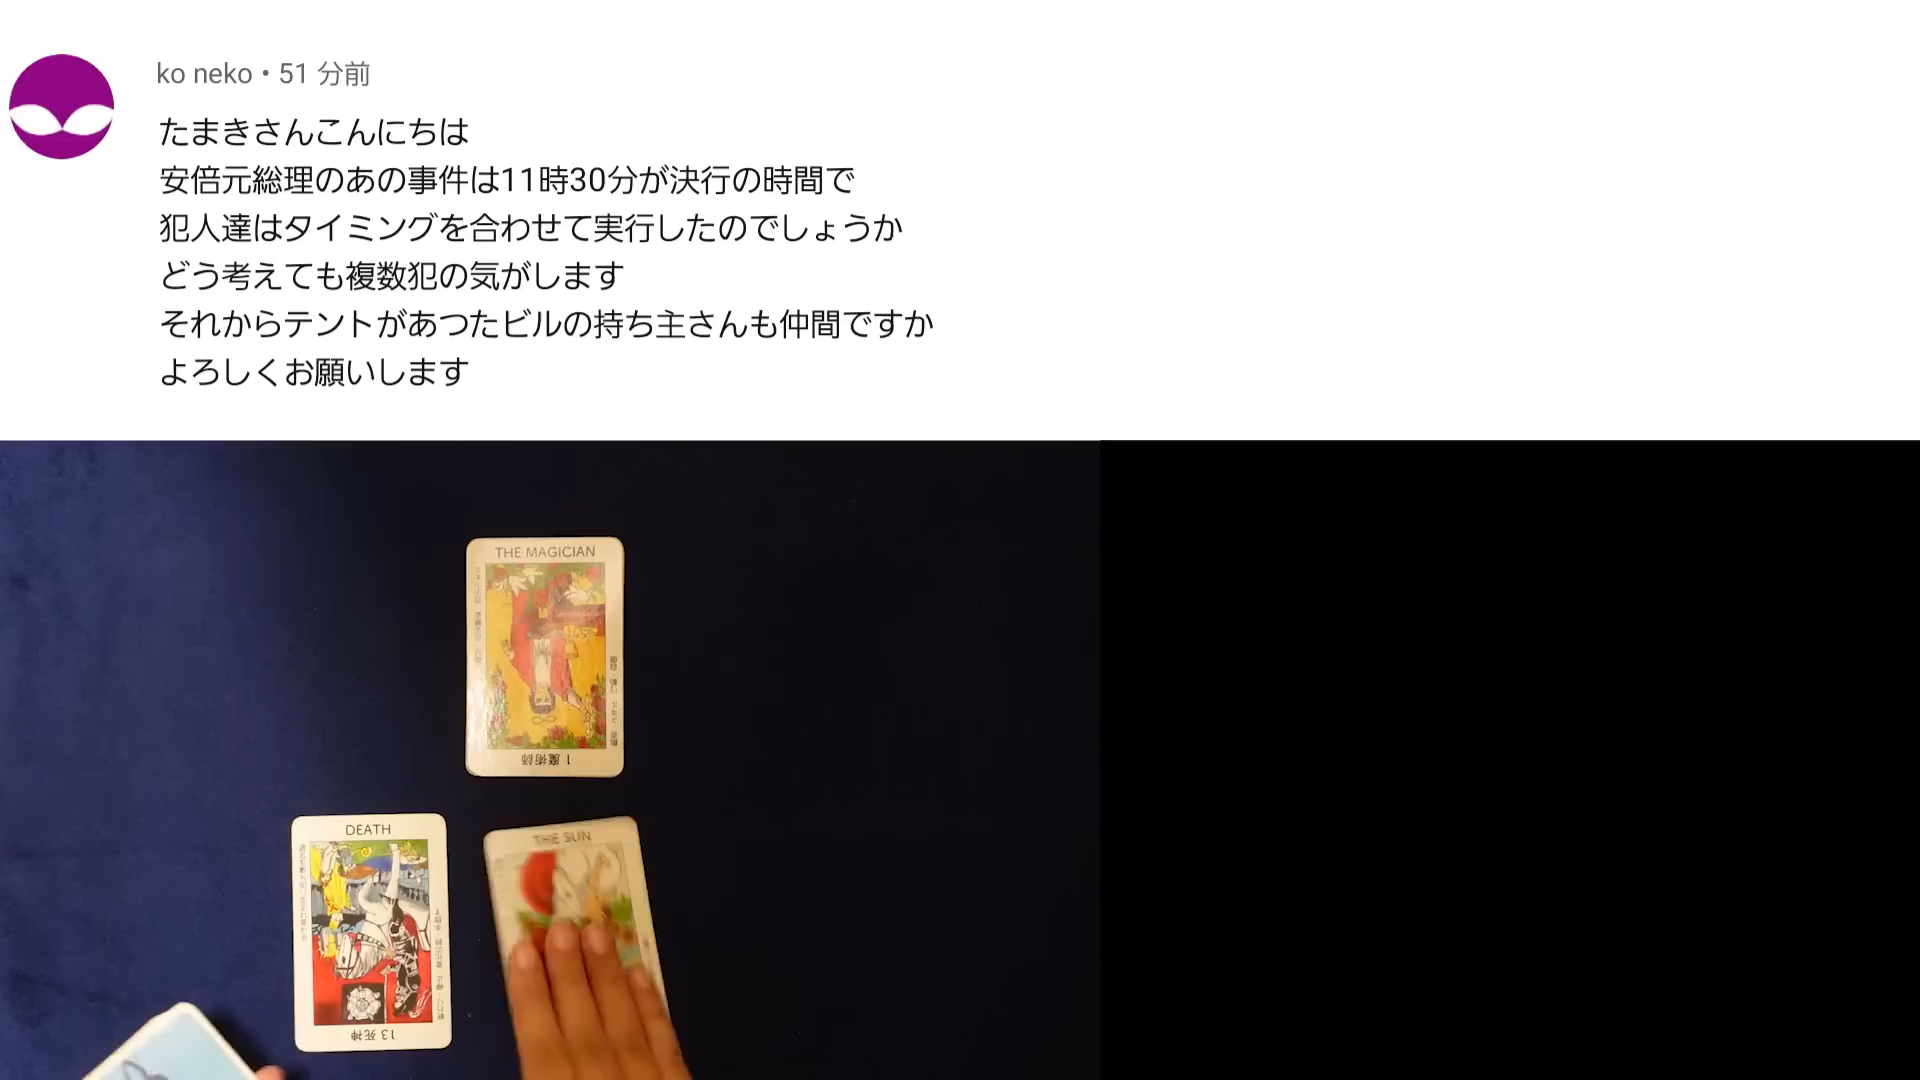 ko neko • 51 分前
たまきさんこんにちは
安倍元総理のあの事件は11時30分が決行の時間で
犯人達はタイミングを合わせて実行したのでしょうか
どう考えても複数犯の気がします
それからテントがあつたビルの持ち主さんも仲間ですか
よろしくお願いします
THE MAGICIAN
1 魔術師
DEATH
13 死神
THE SUN